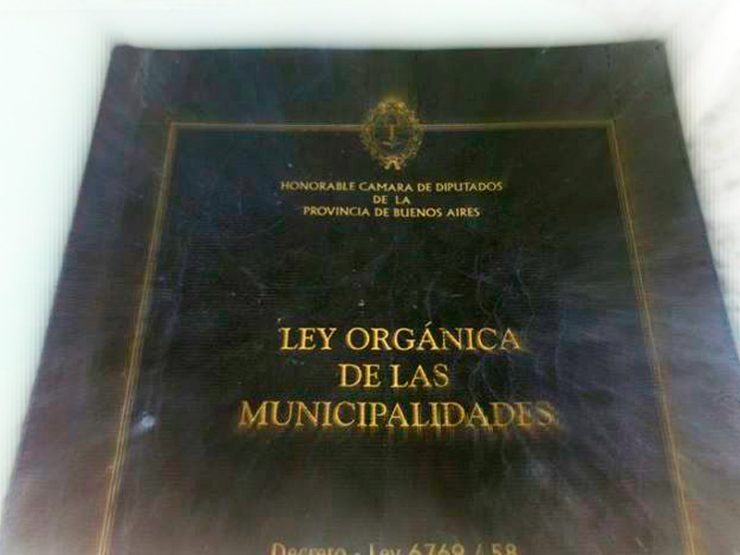 HONORABLE CAMARA DE DIPUTADOS
DE LA
PROVINCIA DE BUENOS AIRES
LEY ORGÁNICA
DE LAS
MUNICIPALIDADES
Decreto - Ley 6769 / 58